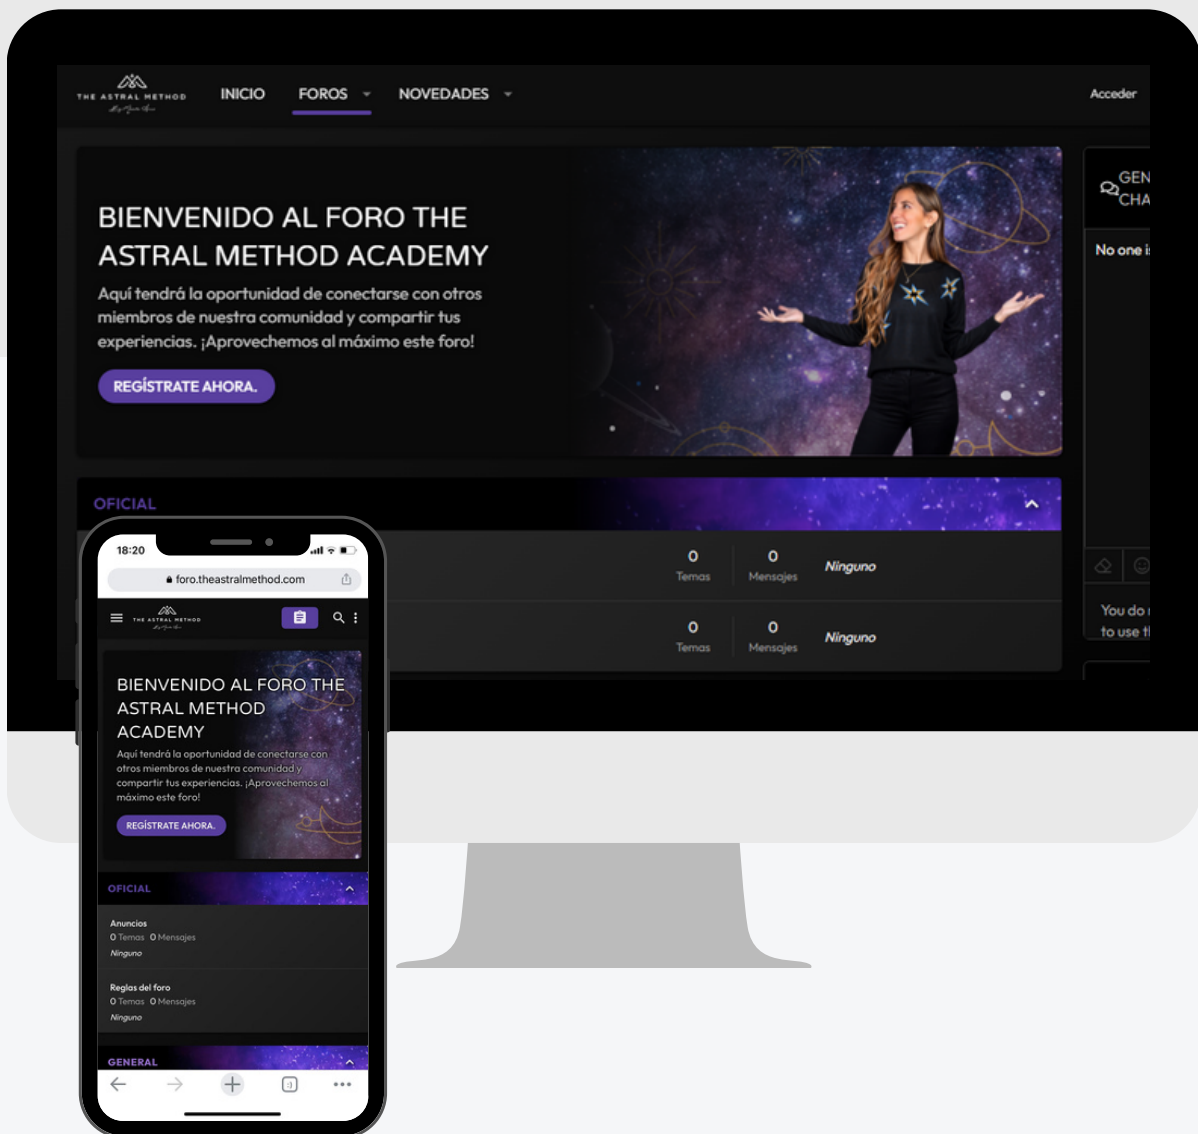 THE ASTRAL METHOD
INICIO
FOROS
NOVEDADES
Acceder
BIENVENIDO AL FORO THE
ASTRAL METHOD ACADEMY
Aquí tendrá la oportunidad de conectarse con otros
miembros de nuestra comunidad y compartir tus
experiencias. ¡Aprovechemos al máximo este foro!
REGÍSTRATE AHORA.
GEN
CHA
No one is
OFICIAL
0
Temas
0
Mensajes
Ninguno
0
Temas
0
Mensajes
Ninguno
You do
to use
18:20
foro.theastralmethod.com
THE ASTRAL METHOD
BIENVENIDO AL FORO THE
ASTRAL METHOD
ACADEMY
Aquí tendrá la oportunidad de conectarse con
otros miembros de nuestra comunidad y
compartir tus experiencias. ¡Aprovechemos al
máximo este foro!
REGÍSTRATE AHORA.
OFICIAL
Anuncios
0 Temas 0 Mensajes
Ninguno
Reglas del foro
0 Temas 0 Mensajes
Ninguno
GENERAL